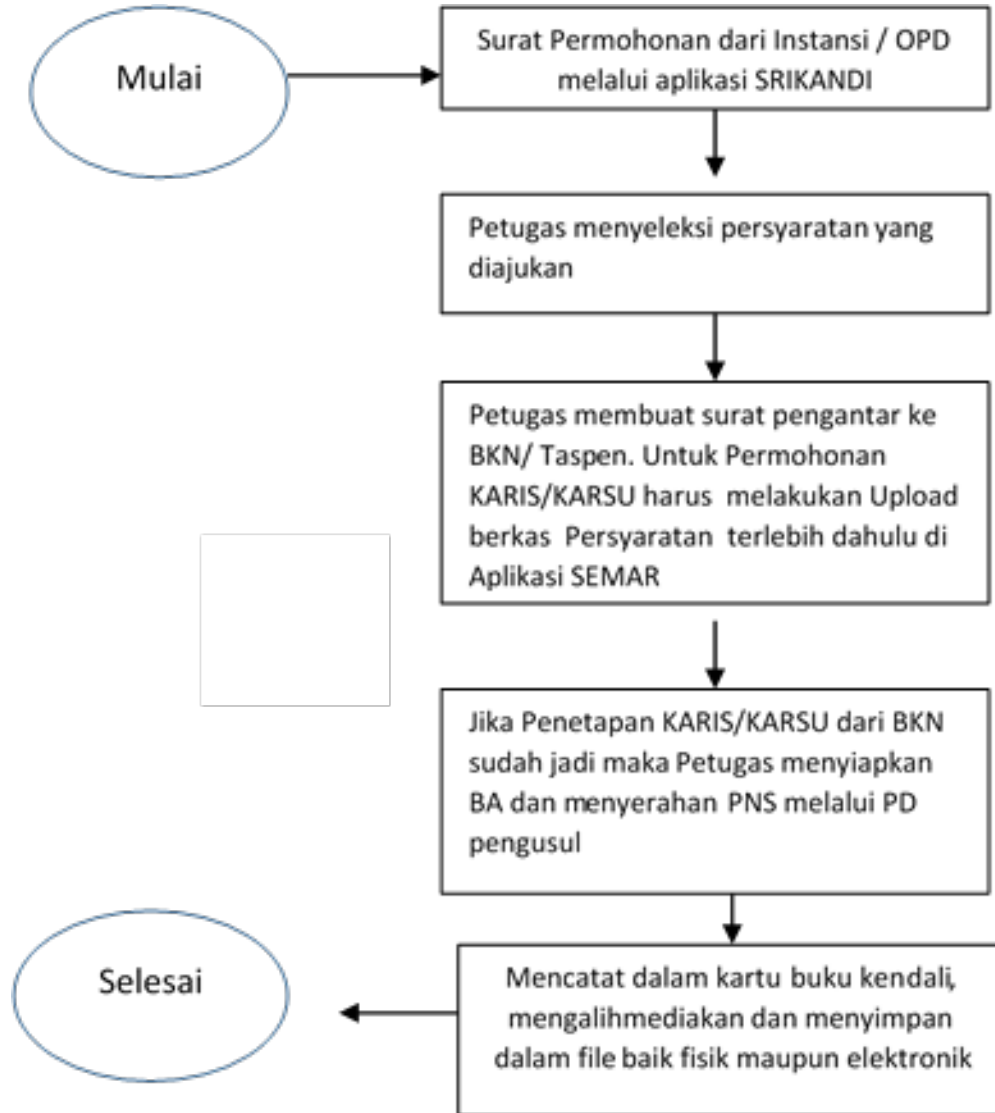 Mulai
Surat Permohonan dari Instansi / OPD
melalui aplikasi SRIKANDI
Petugas menyeleksi persyaratan yang
diajukan
Petugas membuat surat pengantar ke
BKN/ Taspen. Untuk Permohonan
KARIS/KARSU harus melakukan Upload
berkas Persyaratan terlebih dahulu di
Aplikasi SEMAR
Jika Penetapan KARIS/KARSU dari BKN
sudah jadi maka Petugas menyiapkan
BA dan menyerahan PNS melalui PD
pengusul
Mencatat dalam kartu buku kendali,
mengalihmediakan dan menyimpan
dalam file baik fisik maupun elektronik
Selesai